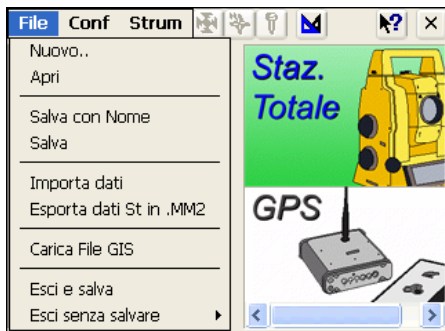 File Conf Strum ? ×
Nuovo..
Apri
Salva con Nome
Salva
Importa dati
Esporta dati St in .MM2
Carica File GIS
Esci e salva
Esci senza salvare
Staz.
Totale
GPS